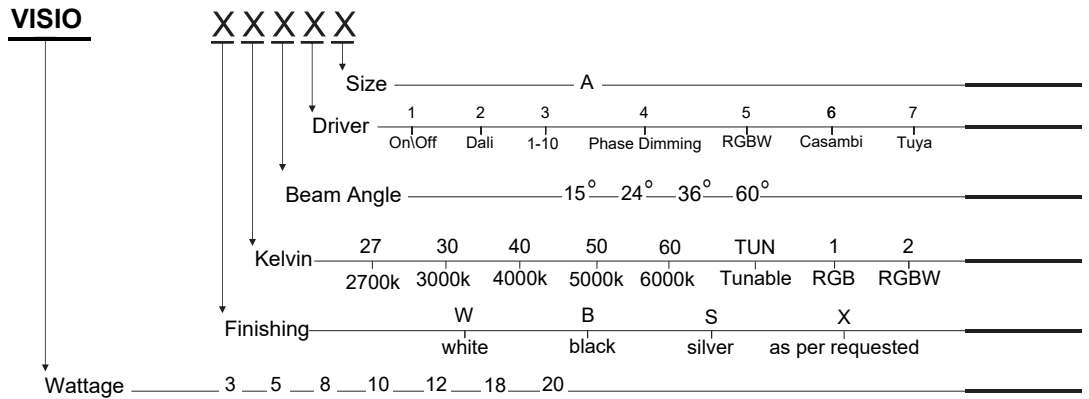 VISIO X X X X X
Size A
1 2 3 4 5 6 7
Driver
On\Off Dali 1-10 Phase Dimming RGBW Casambi Tuya
Beam Angle 15° 24° 36° 60°
27 30 40 50 60 TUN 1 2
Kelvin
2700k 3000k 4000k 5000k 6000k Tunable RGB RGBW
W B S X
Finishing
white black silver as per requested
Wattage 3 5 8 10 12 18 20